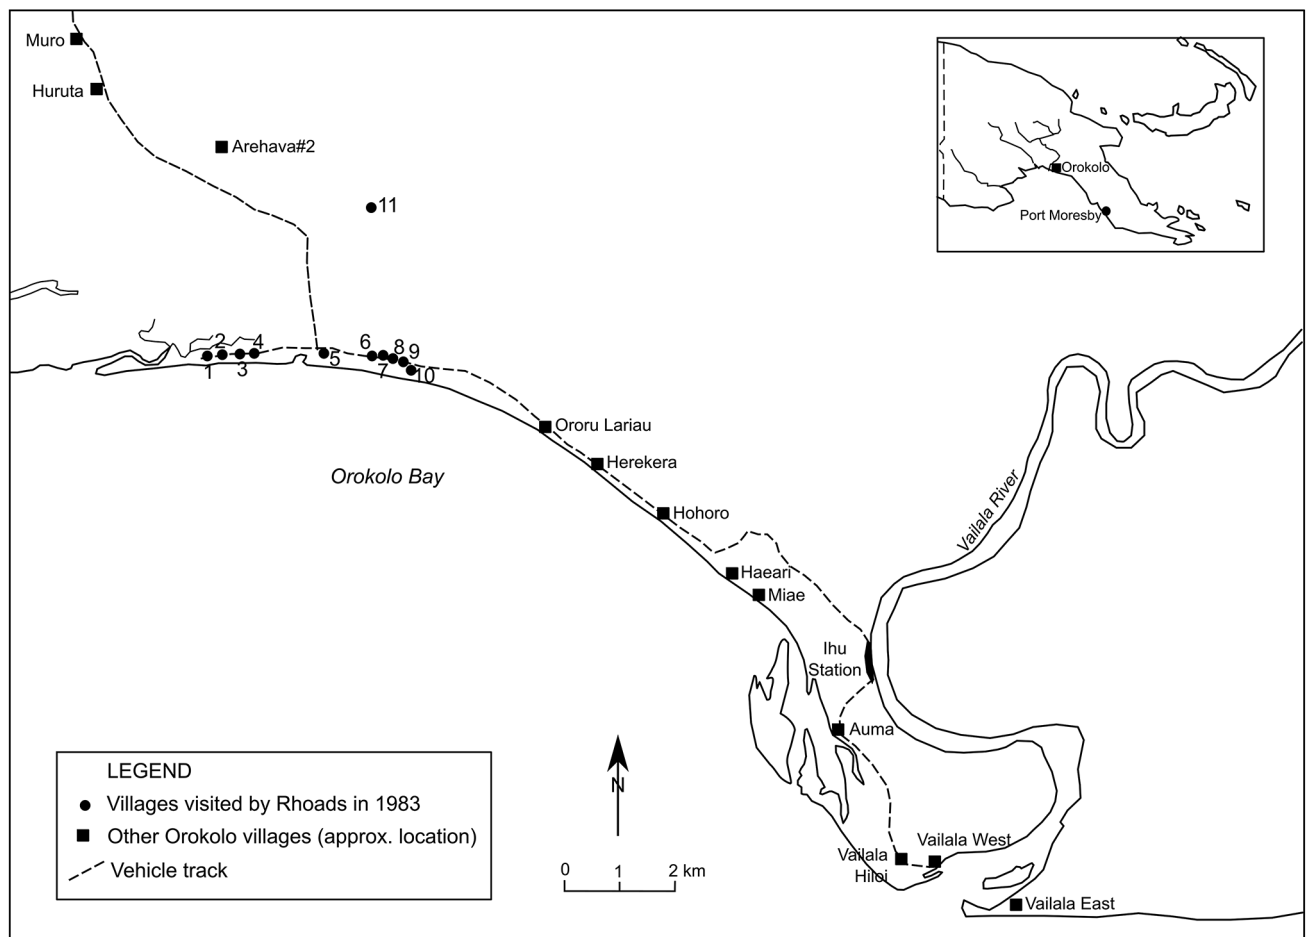 Muro
Huruta
Arehava#2
11
Orokolo
Port Moresby
1
2
3
4
5
6
7
8
9
10
Ororu Lariau
Herekera
Orokolo Bay
Hohoro
Vailala River
Haeari
Miae
Ihu
Station
Auma
N
LEGEND
Villages visited by Rhoads in 1983
Other Orokolo villages (approx. location)
Vehicle track
0 1 2 km
Vailala West
Vailala
Hiloi
Vailala East